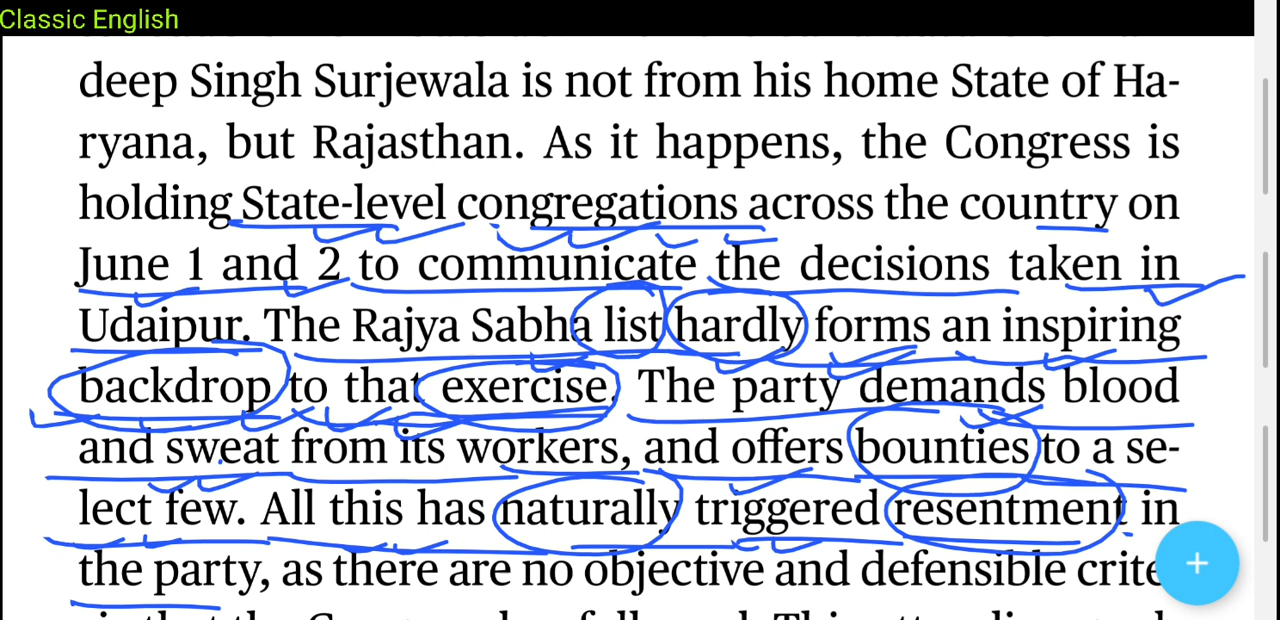 Classic English
deep Singh Surjewala is not from his home State of Ha-
ryana, but Rajasthan. As it happens, the Congress is
holding State-level congregations across the country on
June 1 and 2 to communicate the decisions taken in
Udaipur. The Rajya Sabha list hardly forms an inspiring
backdrop to that exercise. The party demands blood
and sweat from its workers, and offers bounties to a se-
lect few. All this has naturally triggered resentment in
the party, as there are no objective and defensible crite
+